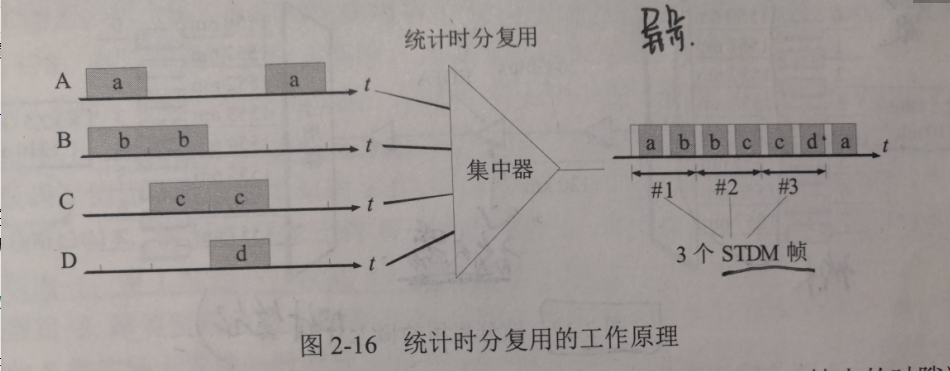 统计时分复用
异步.
A a a t
B b b t
C c c t
D d t
集中器
a b b c c d a t
#1 #2 #3
3 个 STDM 帧
图 2-16 统计时分复用的工作原理